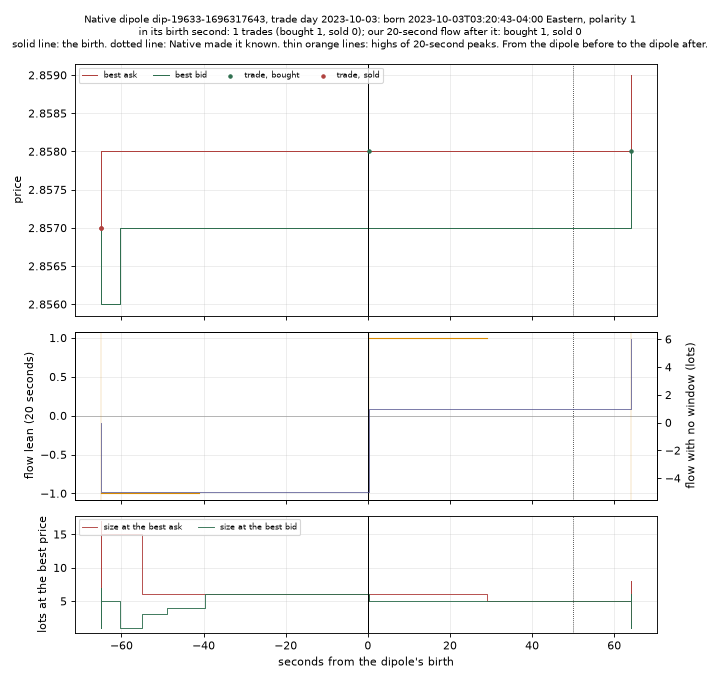 Native dipole dip-19633-1696317643, trade day 2023-10-03: born 2023-10-03T03:20:43-04:00 Eastern, polarity 1
in its birth second: 1 trades (bought 1, sold 0); our 20-second flow after it: bought 1, sold 0
solid line: the birth. dotted line: Native made it known. thin orange lines: highs of 20-second peaks. From the dipole before to the dipole after.
best ask best bid trade, bought trade, sold
2.8590
2.8585
2.8580
2.8575
2.8570
2.8565
2.8560
price
1.0
0.5
0.0
−0.5
−1.0
flow lean (20 seconds)
6
4
2
0
−2
−4
flow with no window (lots)
size at the best ask size at the best bid
15
10
5
lots at the best price
−60 −40 −20 0 20 40 60
seconds from the dipole's birth